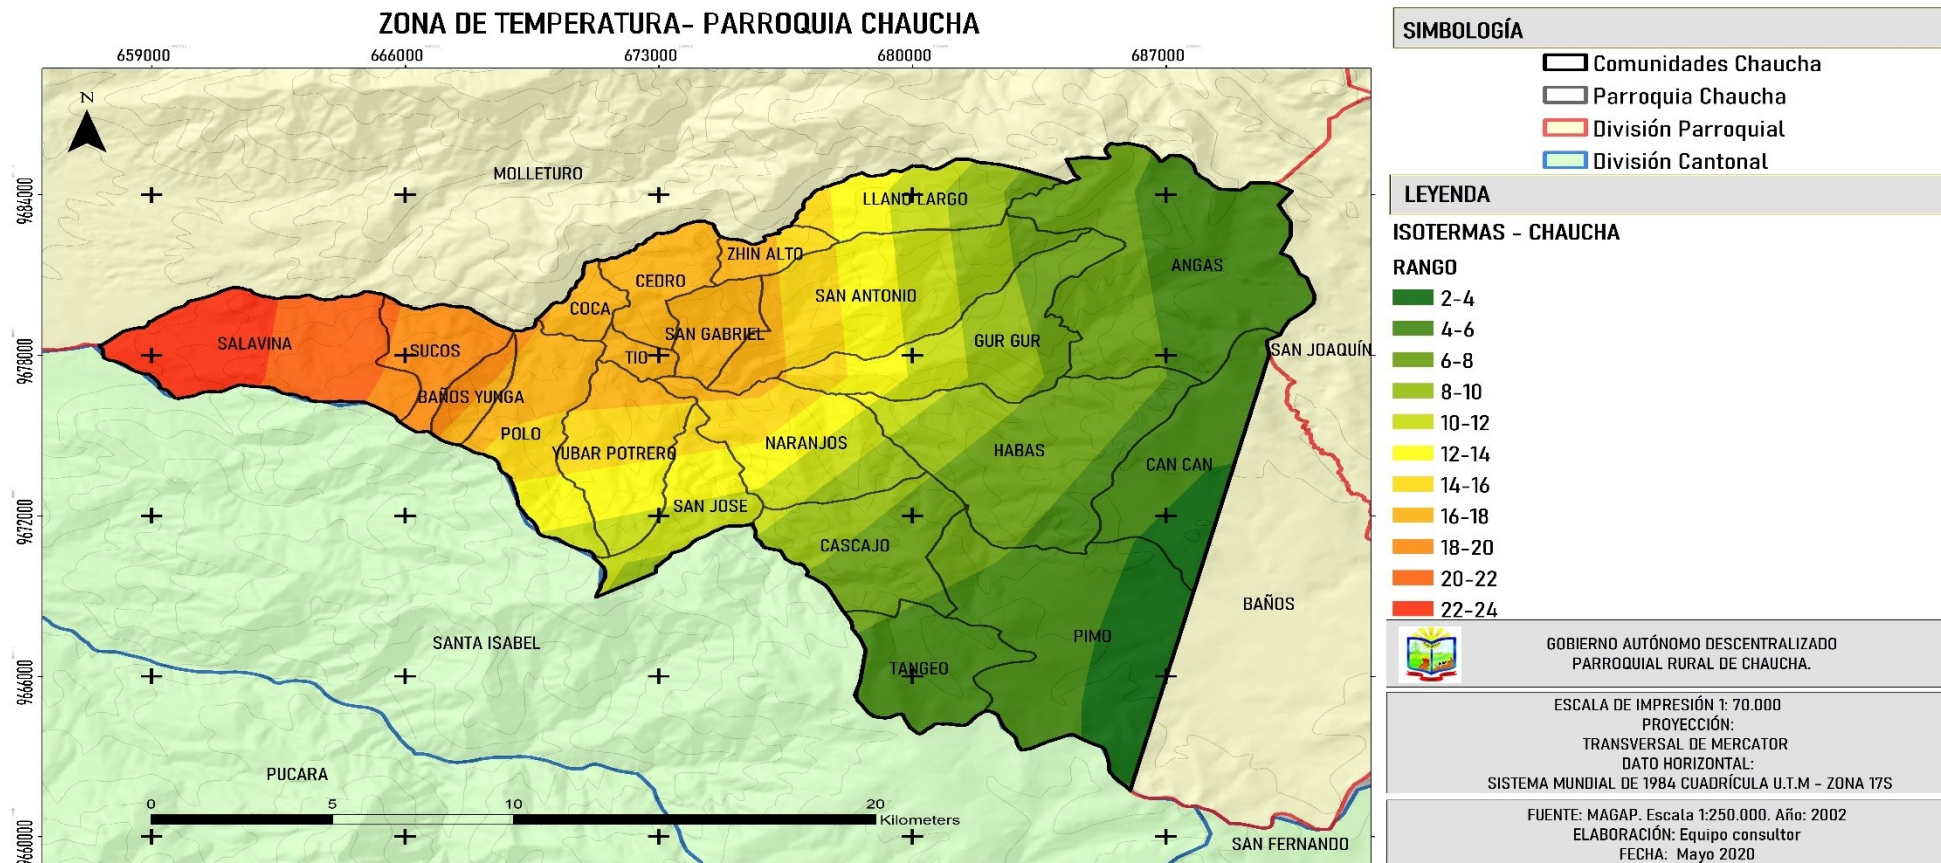 ZONA DE TEMPERATURA- PARROQUIA CHAUCHA
659000
666000
673000
680000
687000
9684000
9678000
9672000
9666000
9660000
N
MOLLETURO
LLANO LARGO
ZHIN ALTO
CEDRO
ANGAS
COCA
SAN ANTONIO
SAN GABRIEL
SALAVINA
SUCOS
TIO
GUR GUR
SAN JOAQUÍN
BAÑOS YUNGA
POLO
YUBAR POTRERO
NARANJOS
HABAS
CAN CAN
SAN JOSE
CASCAJO
BAÑOS
SANTA ISABEL
PIMO
TANGEO
PUCARA
SAN FERNANDO
0 5 10 20
Kilometers
SIMBOLOGÍA
Comunidades Chaucha
Parroquia Chaucha
División Parroquial
División Cantonal
LEYENDA
ISOTERMAS - CHAUCHA
RANGO
2-4
4-6
6-8
8-10
10-12
12-14
14-16
16-18
18-20
20-22
22-24
GOBIERNO AUTÓNOMO DESCENTRALIZADO
PARROQUIAL RURAL DE CHAUCHA.
ESCALA DE IMPRESIÓN 1: 70.000
PROYECCIÓN:
TRANSVERSAL DE MERCATOR
DATO HORIZONTAL:
SISTEMA MUNDIAL DE 1984 CUADRÍCULA U.T.M - ZONA 17S
FUENTE: MAGAP. Escala 1:250.000. Año: 2002
ELABORACIÓN: Equipo consultor
FECHA: Mayo 2020